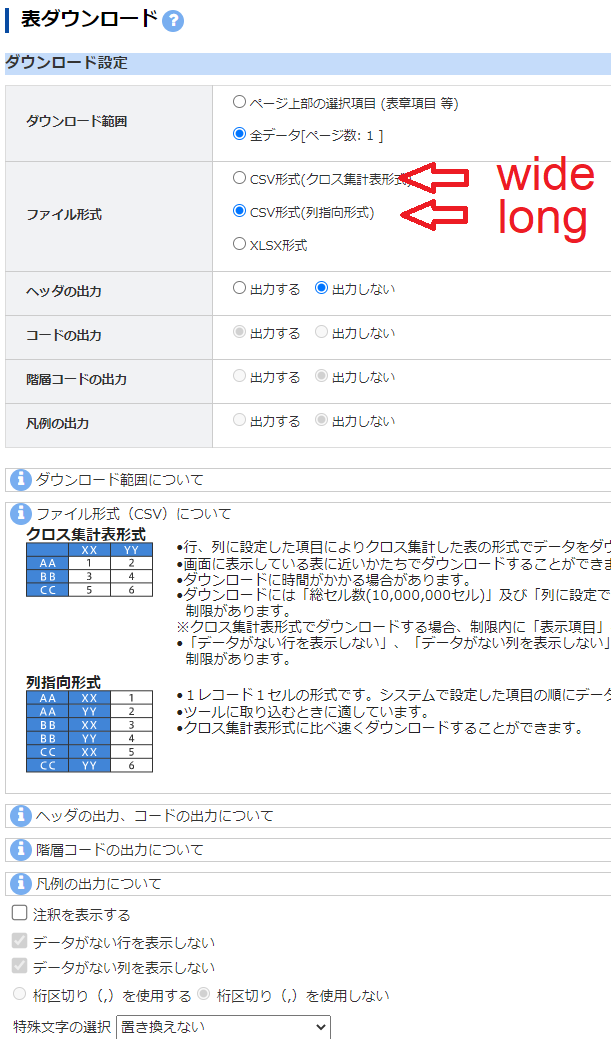 表ダウンロード ?
ダウンロード設定
ダウンロード範囲
ページ上部の選択項目 (表章項目 等)
全データ[ページ数: 1 ]
ファイル形式
CSV形式(クロス集計表形式) wide
CSV形式(列指向形式) long
XLSX形式
ヘッダの出力 出力する 出力しない
コードの出力 出力する 出力しない
階層コードの出力 出力する 出力しない
凡例の出力 出力する 出力しない
i ダウンロード範囲について
i ファイル形式（CSV）について
クロス集計表形式
XX YY
AA 1 2
BB 3 4
CC 5 6
•行、列に設定した項目によりクロス集計した表の形式でデータをダウ
•画面に表示している表に近いかたちでダウンロードすることができま
•ダウンロードに時間がかかる場合があります。
•ダウンロードには「総セル数(10,000,000セル)」及び「列に設定で
制限があります。
※クロス集計表形式でダウンロードする場合、制限内に「表示項目」
•「データがない行を表示しない」、「データがない列を表示しない」
制限があります。
列指向形式
AA XX 1
AA YY 2
BB XX 3
BB YY 4
CC XX 5
CC YY 6
•１レコード１セルの形式です。システムで設定した項目の順にデータ
•ツールに取り込むときに適しています。
•クロス集計表形式に比べ速くダウンロードすることができます。
i ヘッダの出力、コードの出力について
i 階層コードの出力について
i 凡例の出力について
注釈を表示する
データがない行を表示しない
データがない列を表示しない
桁区切り（,）を使用する 桁区切り（,）を使用しない
特殊文字の選択 置き換えない